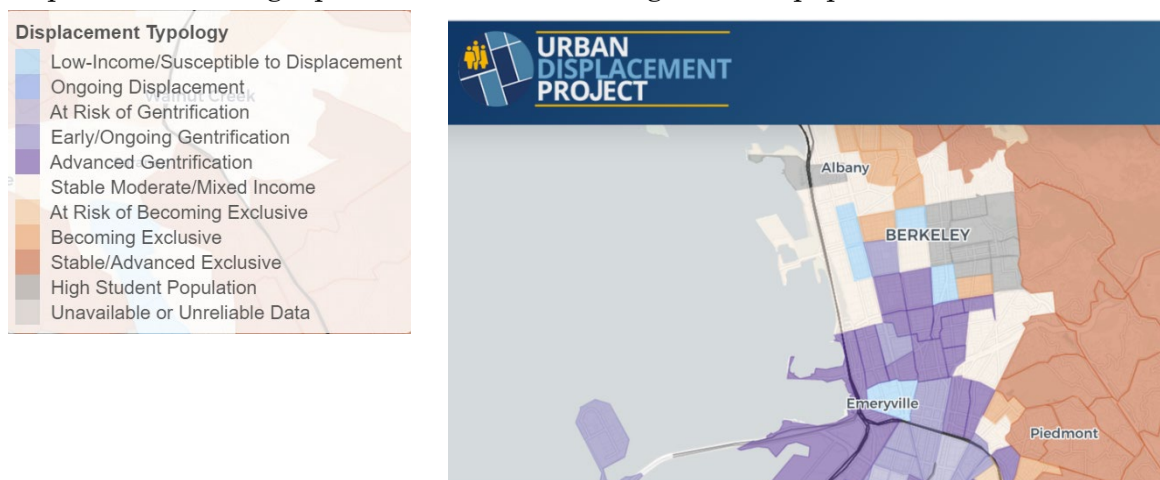 Displacement Typology
Low-Income/Susceptible to Displacement
Ongoing Displacement
At Risk of Gentrification
Early/Ongoing Gentrification
Advanced Gentrification
Stable Moderate/Mixed Income
At Risk of Becoming Exclusive
Becoming Exclusive
Stable/Advanced Exclusive
High Student Population
Unavailable or Unreliable Data
Walnut Creek
URBAN
DISPLACEMENT
PROJECT
Albany
BERKELEY
Emeryville
Piedmont